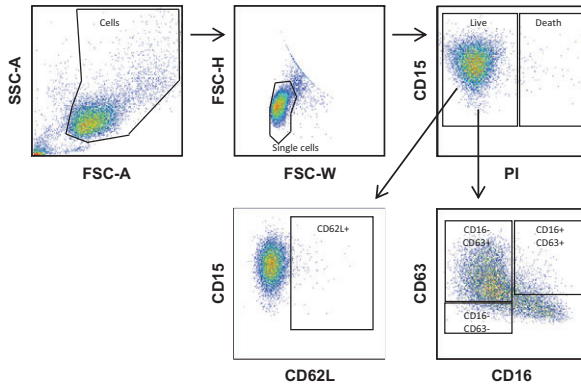 Cells
SSC-A
FSC-A
FSC-H
Single cells
FSC-W
Live
Death
CD15
PI
CD62L+
CD15
CD62L
CD16-
CD63+
CD16+
CD63+
CD63
CD16-
CD63-
CD16